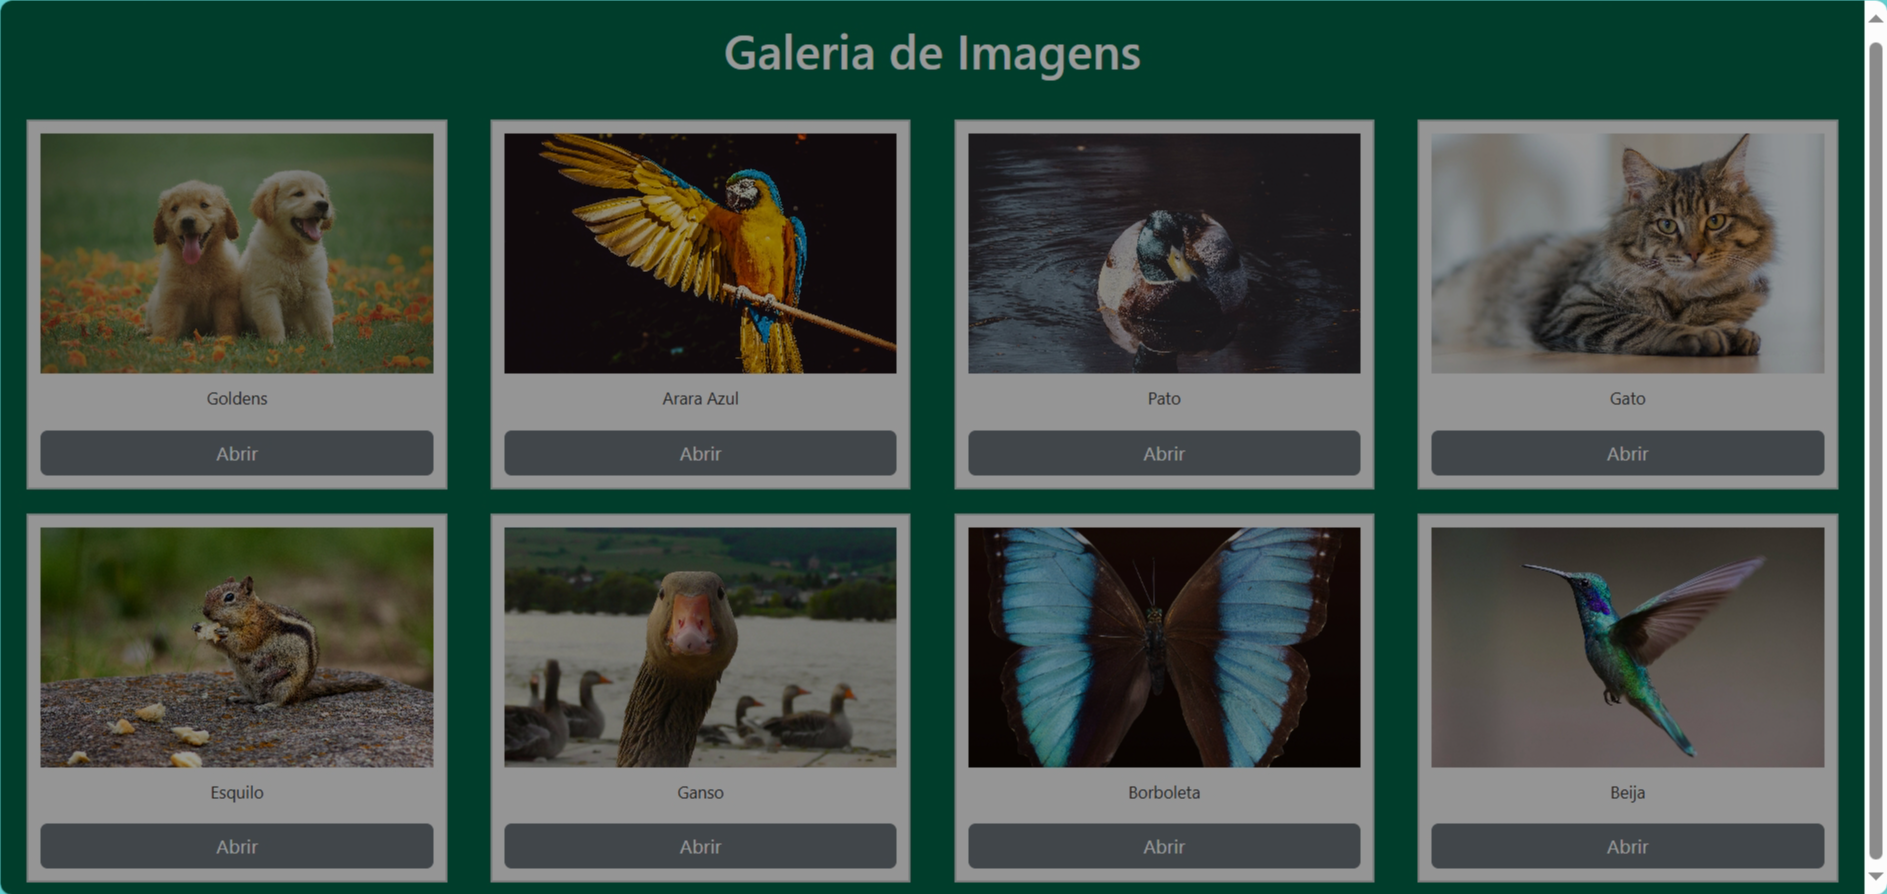 Galeria de Imagens
Goldens
Arara Azul
Pato
Gato
Abrir
Abrir
Abrir
Abrir
Esquilo
Ganso
Borboleta
Beija
Abrir
Abrir
Abrir
Abrir